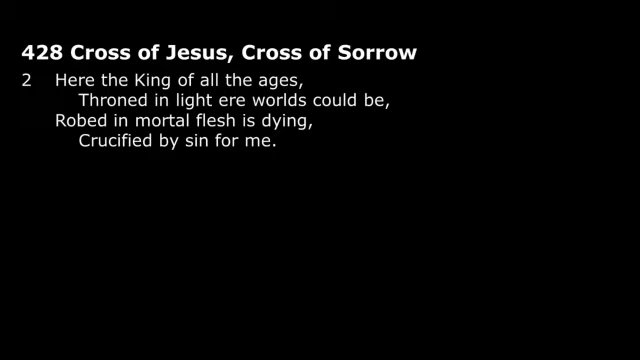 428 Cross of Jesus, Cross of Sorrow
2 Here the King of all the ages,
Throned in light ere worlds could be,
Robed in mortal flesh is dying,
Crucified by sin for me.